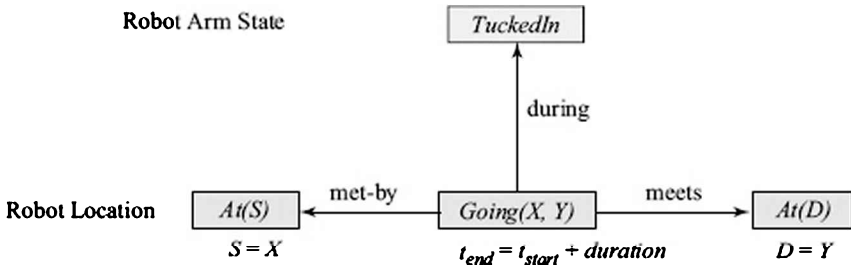 Robot Arm State
TuckedIn
during
met-by
meets
Robot Location
At(S)
Going(X, Y)
At(D)
S = X
t_end = t_start + duration
D = Y